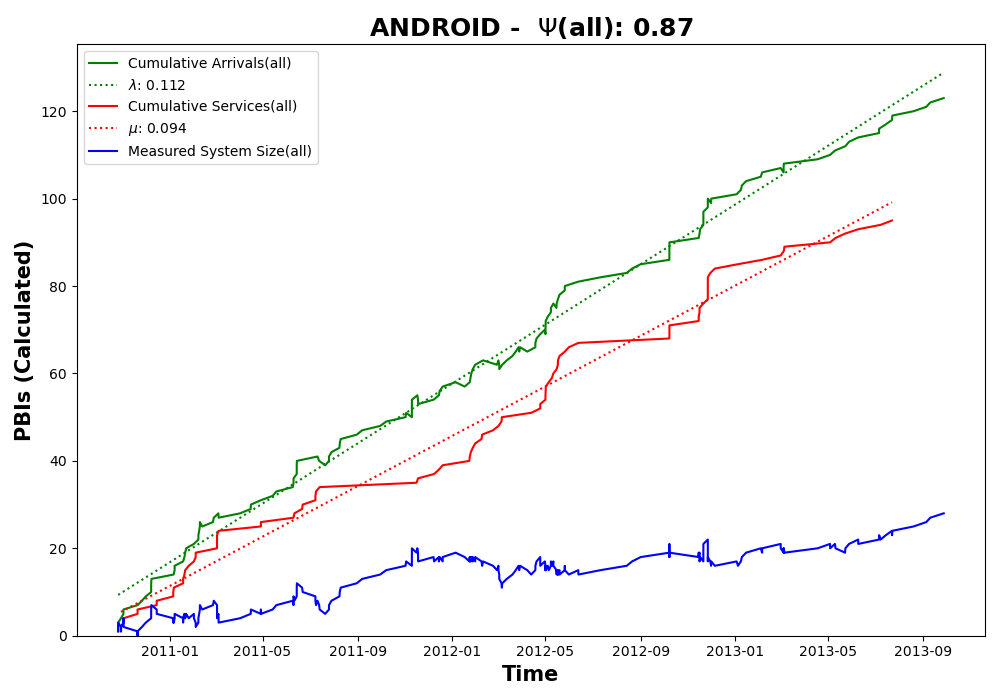 ANDROID - Ψ(all): 0.87
Cumulative Arrivals(all)
λ: 0.112
Cumulative Services(all)
μ: 0.094
Measured System Size(all)
PBIs (Calculated)
120
100
80
60
40
20
0
2011-01 2011-05 2011-09 2012-01 2012-05 2012-09 2013-01 2013-05 2013-09
Time